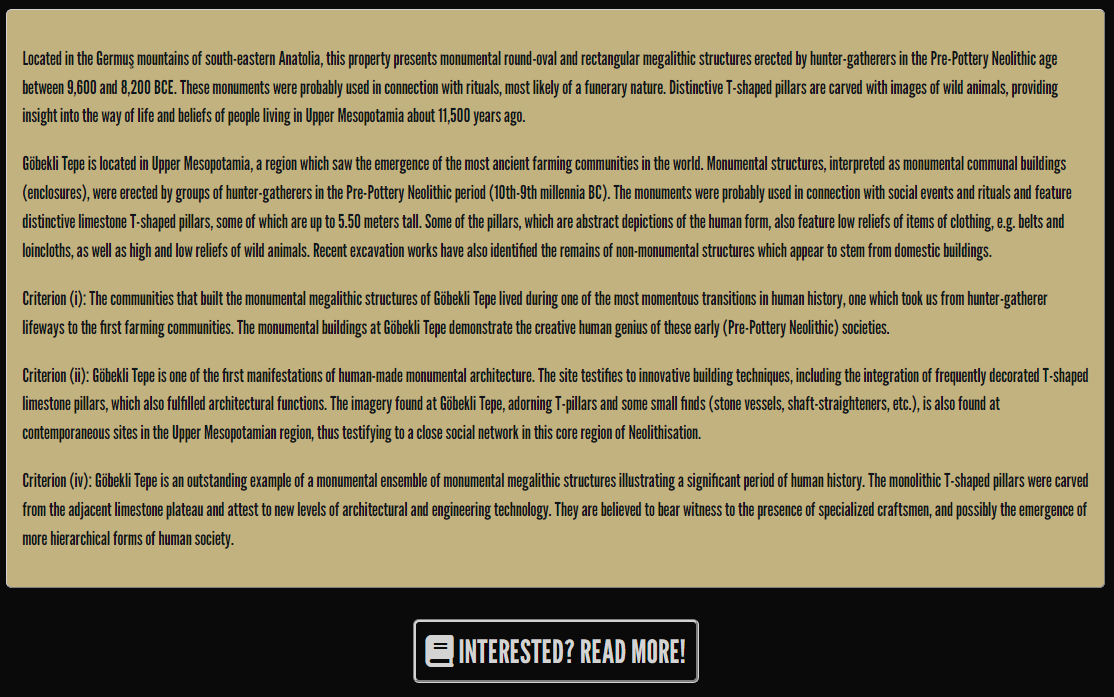 Located in the Germuş mountains of south-eastern Anatolia, this property presents monumental round-oval and rectangular megalithic structures erected by hunter-gatherers in the Pre-Pottery Neolithic age
between 9,600 and 8,200 BCE. These monuments were probably used in connection with rituals, most likely of a funerary nature. Distinctive T-shaped pillars are carved with images of wild animals, providing
insight into the way of life and beliefs of people living in Upper Mesopotamia about 11,500 years ago.
Göbekli Tepe is located in Upper Mesopotamia, a region which saw the emergence of the most ancient farming communities in the world. Monumental structures, interpreted as monumental communal buildings
(enclosures), were erected by groups of hunter-gatherers in the Pre-Pottery Neolithic period (10th-9th millennia BC). The monuments were probably used in connection with social events and rituals and feature
distinctive limestone T-shaped pillars, some of which are up to 5.50 meters tall. Some of the pillars, which are abstract depictions of the human form, also feature low reliefs of items of clothing, e.g. belts and
loincloths, as well as high and low reliefs of wild animals. Recent excavation works have also identified the remains of non-monumental structures which appear to stem from domestic buildings.
Criterion (i): The communities that built the monumental megalithic structures of Göbekli Tepe lived during one of the most momentous transitions in human history, one which took us from hunter-gatherer
lifeways to the first farming communities. The monumental buildings at Göbekli Tepe demonstrate the creative human genius of these early (Pre-Pottery Neolithic) societies.
Criterion (ii): Göbekli Tepe is one of the first manifestations of human-made monumental architecture. The site testifies to innovative building techniques, including the integration of frequently decorated T-shaped
limestone pillars, which also fulfilled architectural functions. The imagery found at Göbekli Tepe, adorning T-pillars and some small finds (stone vessels, shaft-straighteners, etc.), is also found at
contemporaneous sites in the Upper Mesopotamian region, thus testifying to a close social network in this core region of Neolithisation.
Criterion (iv): Göbekli Tepe is an outstanding example of a monumental ensemble of monumental megalithic structures illustrating a significant period of human history. The monolithic T-shaped pillars were carved
from the adjacent limestone plateau and attest to new levels of architectural and engineering technology. They are believed to bear witness to the presence of specialized craftsmen, and possibly the emergence of
more hierarchical forms of human society.
INTERESTED? READ MORE!